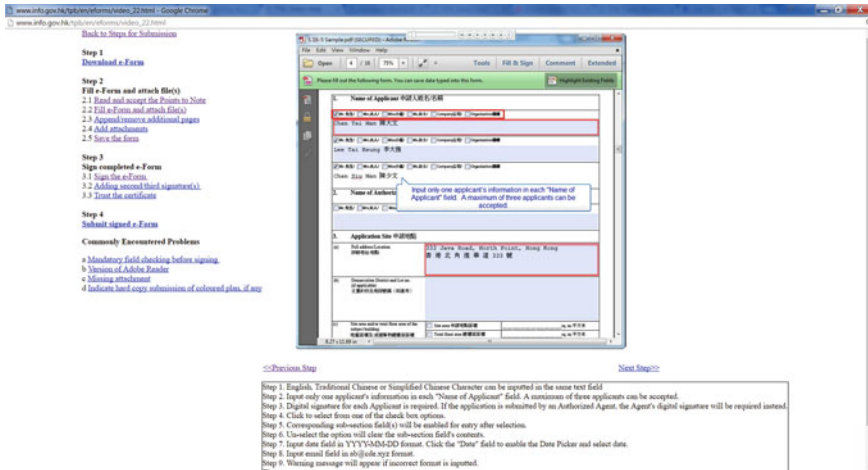 www.info.gov.hk/tpb/en/eforms/video_22.html - Google Chrome
www.info.gov.hk/tpb/en/eforms/video_22.html
Back to Steps for Submission
Step 1
Download e-Form
Step 2
Fill e-Form and attach file(s)
2.1 Read and accept the Points to Note
2.2 Fill e-Form and attach file(s)
2.3 Append/remove additional pages
2.4 Add attachments
2.5 Save the form
Step 3
Sign completed e-Form
3.1 Sign the e-Form
3.2 Adding second third signature(s)
3.3 Trust the certificate
Step 4
Submit signed e-Form
Commonly Encountered Problems
a Mandatory field checking before signing
b Version of Adobe Reader
c Missing attachment
d Indicate hard copy submission of coloured plan, if any
Sample.pdf (SECURED) - Adobe
File Edit View Window Help
Open 4 / 18 75% Tools Fill & Sign Comment Extended
Please fill out the following form. You can save data typed into this form. Highlight Existing Fields
1. Name of Applicant 申請人姓名/名稱
Chan Tai Man 陳大文
Lee Tai Keung 李大強
Chan Siu Man 陳少文
Input only one applicant's information in each "Name of Applicant" field. A maximum of three applicants can be accepted.
2. Name of
3. Application Site 申請地點
(a) Full address/Location 333 Java Road, North Point, Hong Kong
香港北角渣華道 333 號
(b)
(c)
8.27 x 11.69 in
<<Previous Step Next Step>>
Step 1. English, Traditional Chinese or Simplified Chinese Character can be inputted in the same text field
Step 2. Input only one applicant's information in each "Name of Applicant" field. A maximum of three applicants can be accepted.
Step 3. Digital signature for each Applicant is required. If the application is submitted by an Authorized Agent, the Agent's digital signature will be required instead.
Step 4. Click to select from one of the check box options.
Step 5. Corresponding sub-section field(s) will be enabled for entry after selection.
Step 6. Un-select the option will clear the sub-section field's contents.
Step 7. Input date field in YYYY-MM-DD format. Click the "Date" field to enable the Date Picker and select date.
Step 8. Input email field in ab@cde.xyz format.
Step 9. Warning message will appear if incorrect format is inputted.